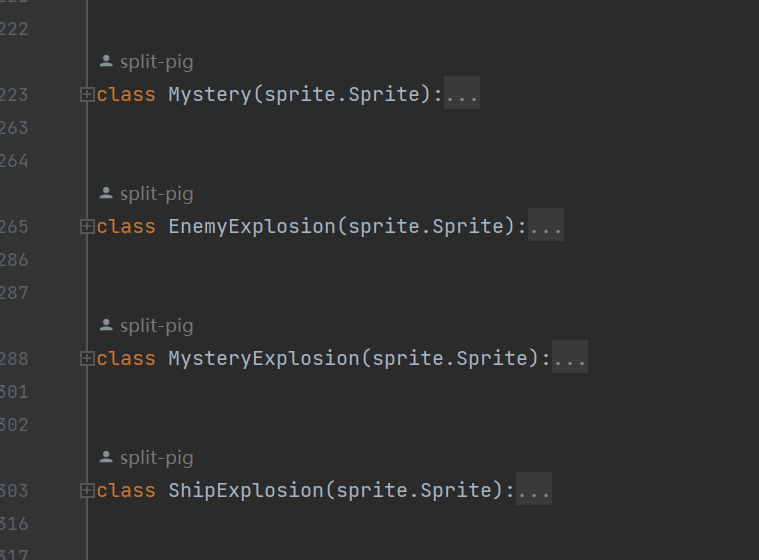 222
split-pig
223 class Mystery(sprite.Sprite):...
263
264
split-pig
265 class EnemyExplosion(sprite.Sprite):...
286
287
split-pig
288 class MysteryExplosion(sprite.Sprite):...
301
302
split-pig
303 class ShipExplosion(sprite.Sprite):...
316
317